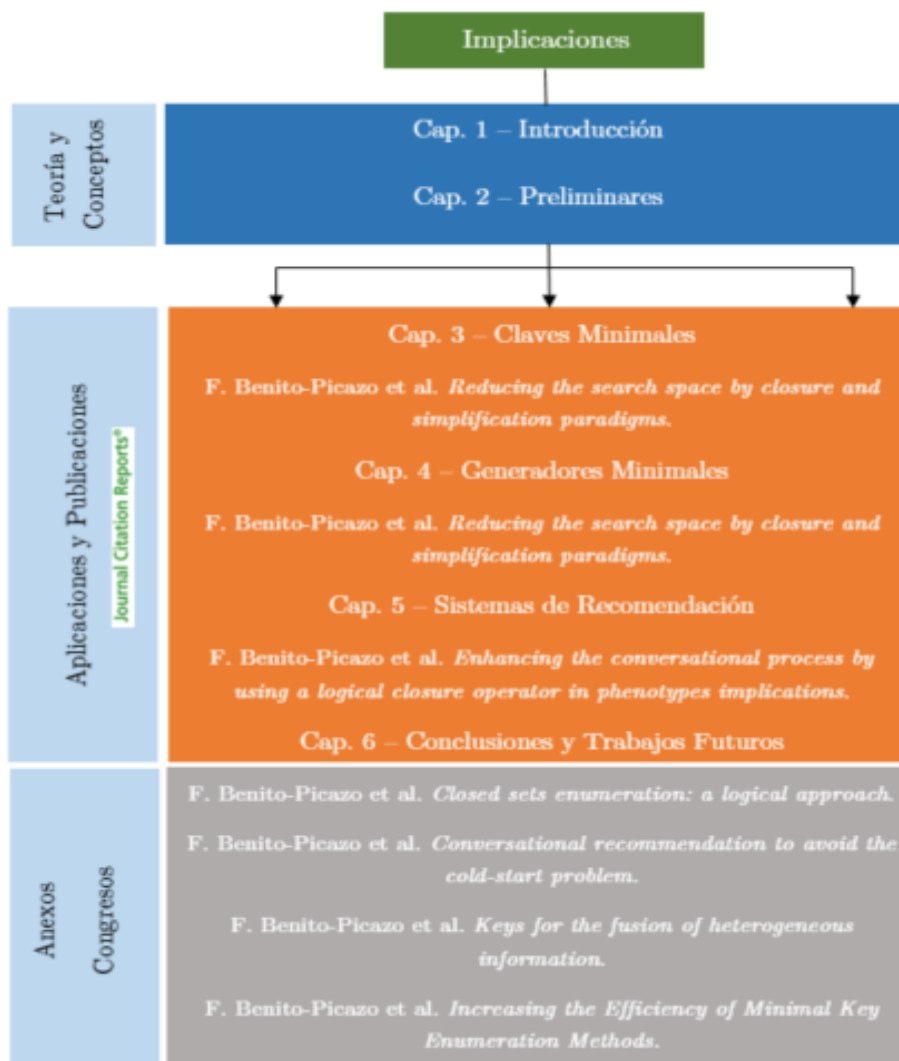 Implicaciones
Teoría y
Conceptos
Cap. 1 – Introducción
Cap. 2 – Preliminares
Aplicaciones y Publicaciones
Journal Citation Reports®
Cap. 3 – Claves Minimales
F. Benito-Picazo et al. Reducing the search space by closure and
simplification paradigms.
Cap. 4 – Generadores Minimales
F. Benito-Picazo et al. Reducing the search space by closure and
simplification paradigms.
Cap. 5 – Sistemas de Recomendación
F. Benito-Picazo et al. Enhancing the conversational process by
using a logical closure operator in phenotypes implications.
Cap. 6 – Conclusiones y Trabajos Futuros
Anexos
Congresos
F. Benito-Picazo et al. Closed sets enumeration: a logical approach.
F. Benito-Picazo et al. Conversational recommendation to avoid the
cold-start problem.
F. Benito-Picazo et al. Keys for the fusion of heterogeneous
information.
F. Benito-Picazo et al. Increasing the Efficiency of Minimal Key
Enumeration Methods.